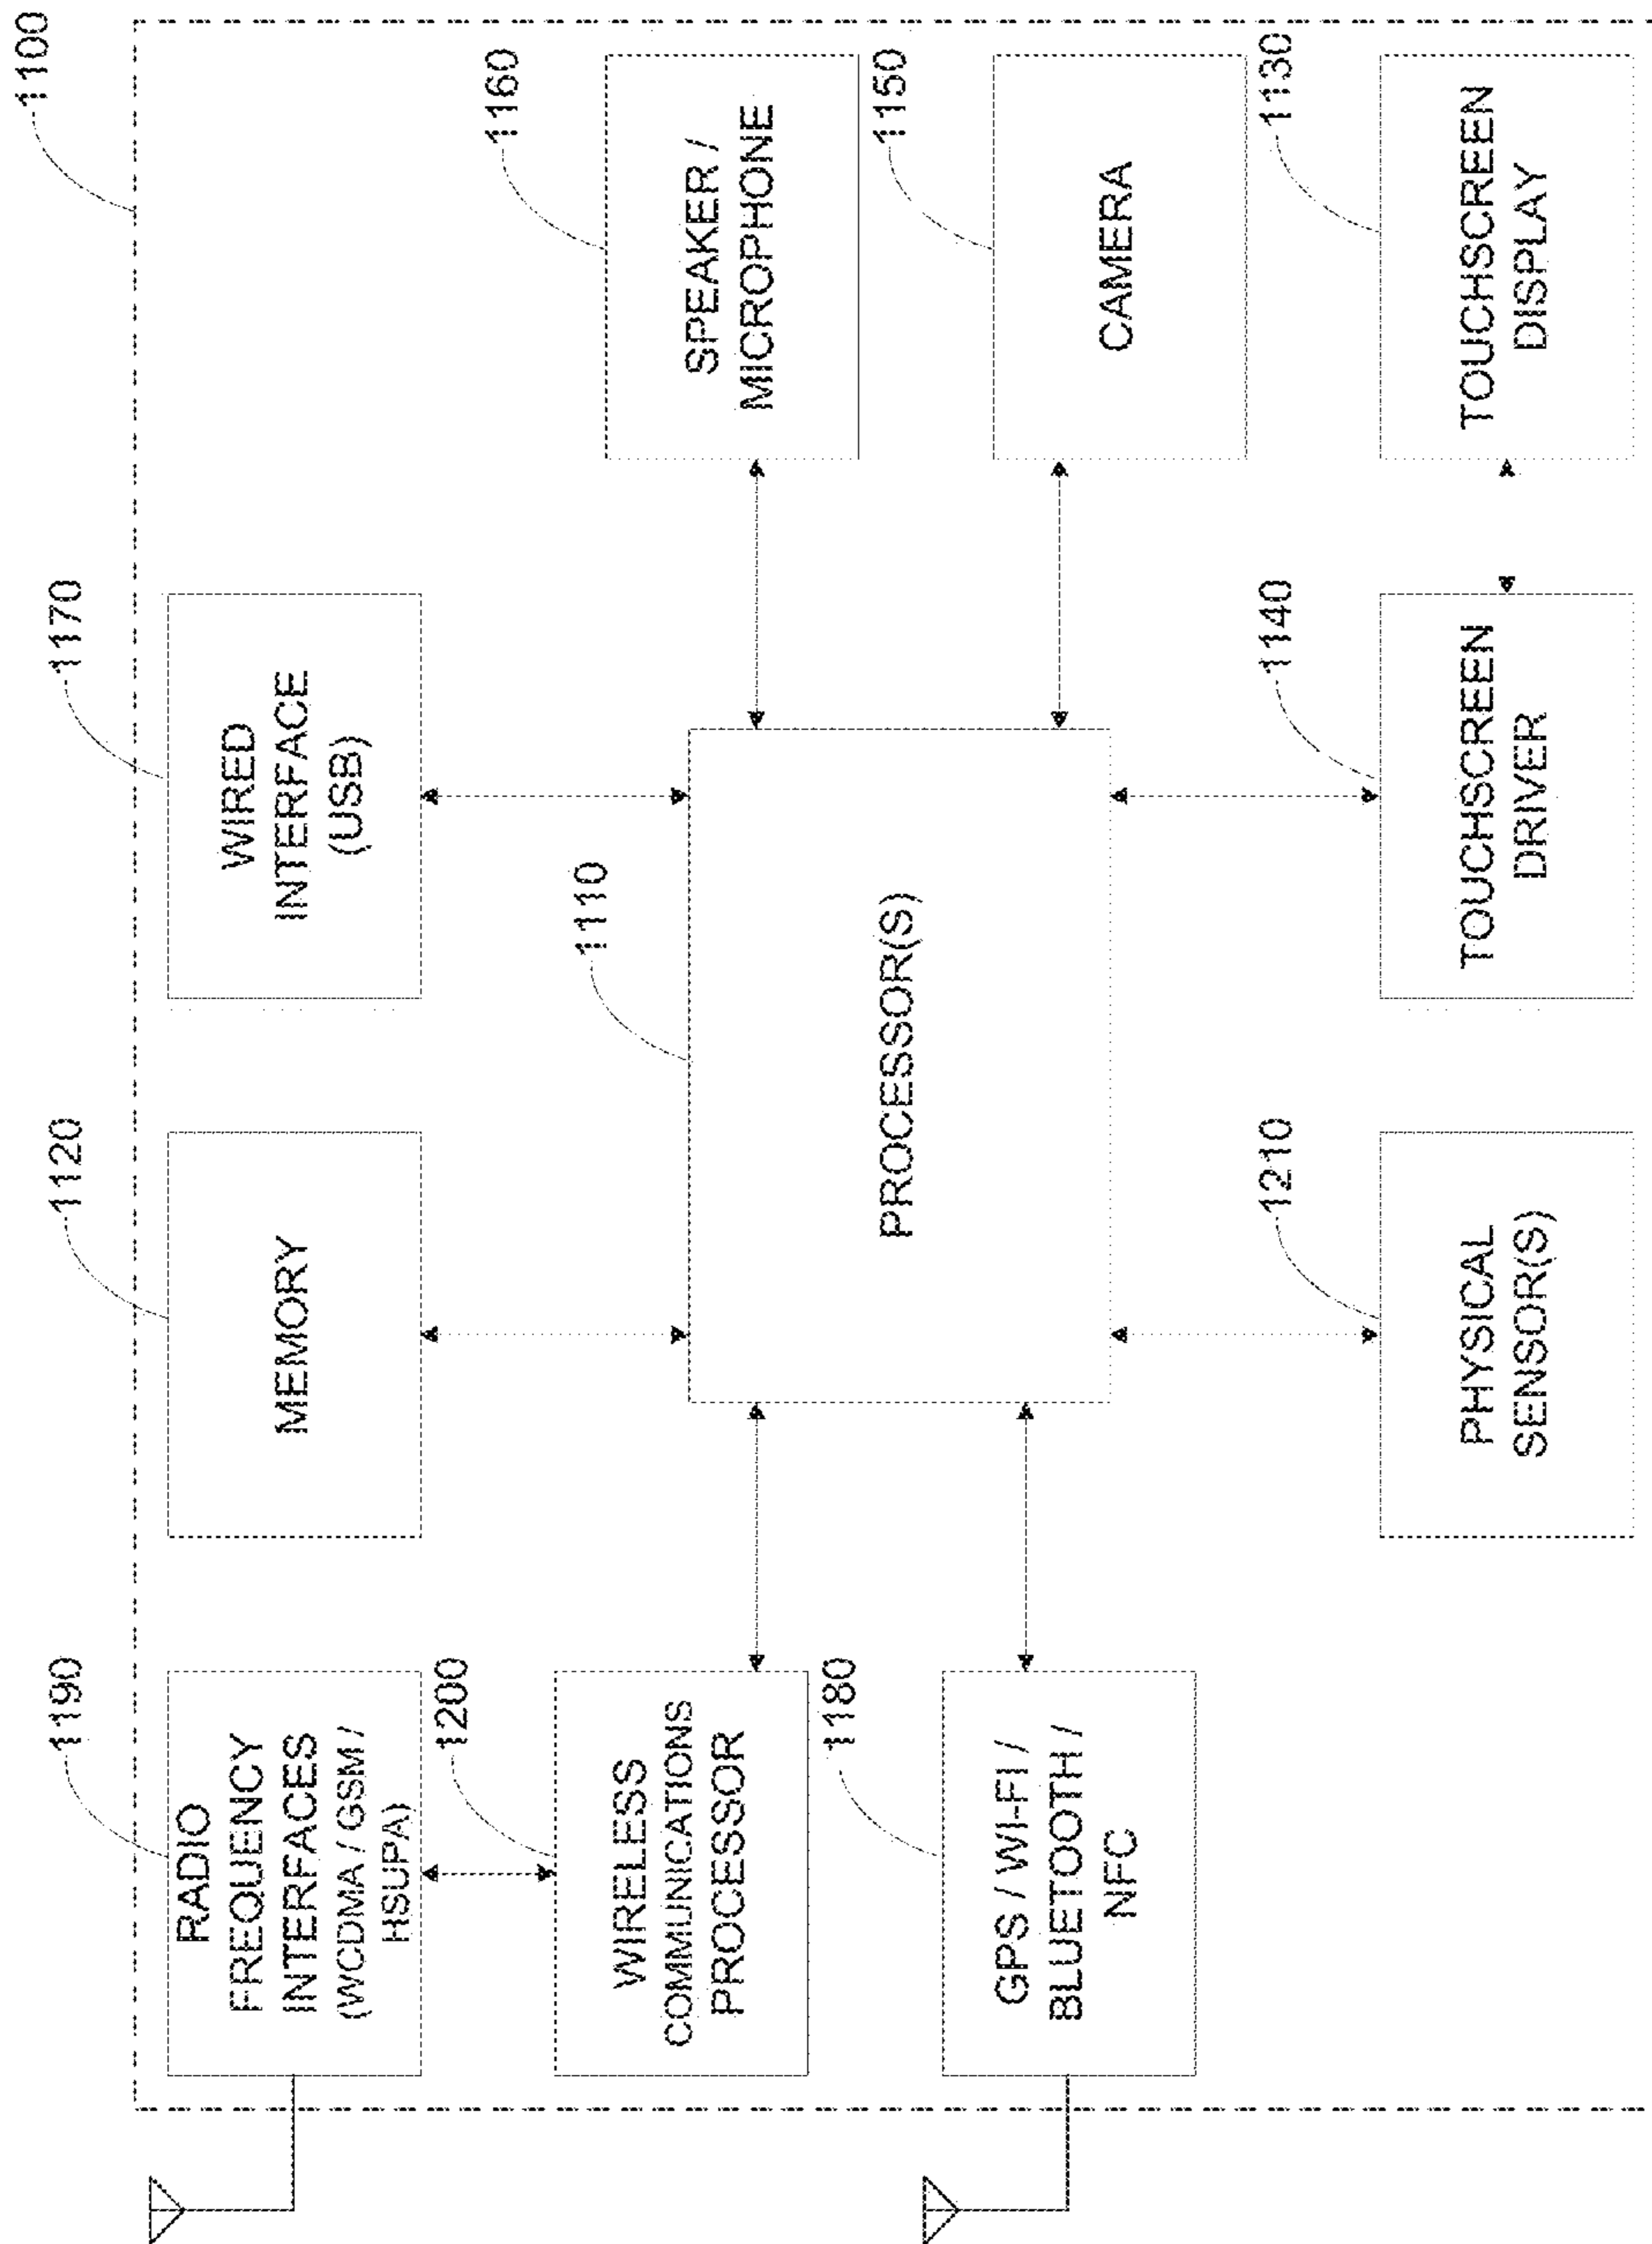 1100
1190
RADIO
FREQUENCY
INTERFACES
(WCDMA / GSM /
HSUPA)
1120
MEMORY
1170
WIRED
INTERFACE
(USB)
1200
WIRELESS
COMMUNICATIONS
PROCESSOR
1110
PROCESSOR(S)
1160
SPEAKER /
MICROPHONE
1180
GPS / WI-FI /
BLUETOOTH /
NFC
1150
CAMERA
1210
PHYSICAL
SENSOR(S)
1140
TOUCHSCREEN
DRIVER
1130
TOUCHSCREEN
DISPLAY